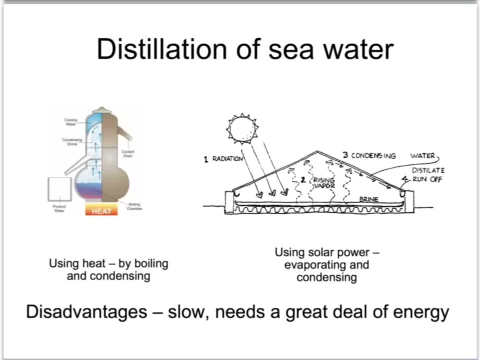 Distillation of sea water
Cooling
Water
Condensing
Dome
Coolant
Drain
Product
Water
Boiling
Chamber
HEAT
1 RADIATION
2 RISING
VAPOR
3 CONDENSING
WATER
DISTILATE
4 RUN OFF
BRINE
Using heat – by boiling
and condensing
Using solar power –
evaporating and
condensing
Disadvantages – slow, needs a great deal of energy